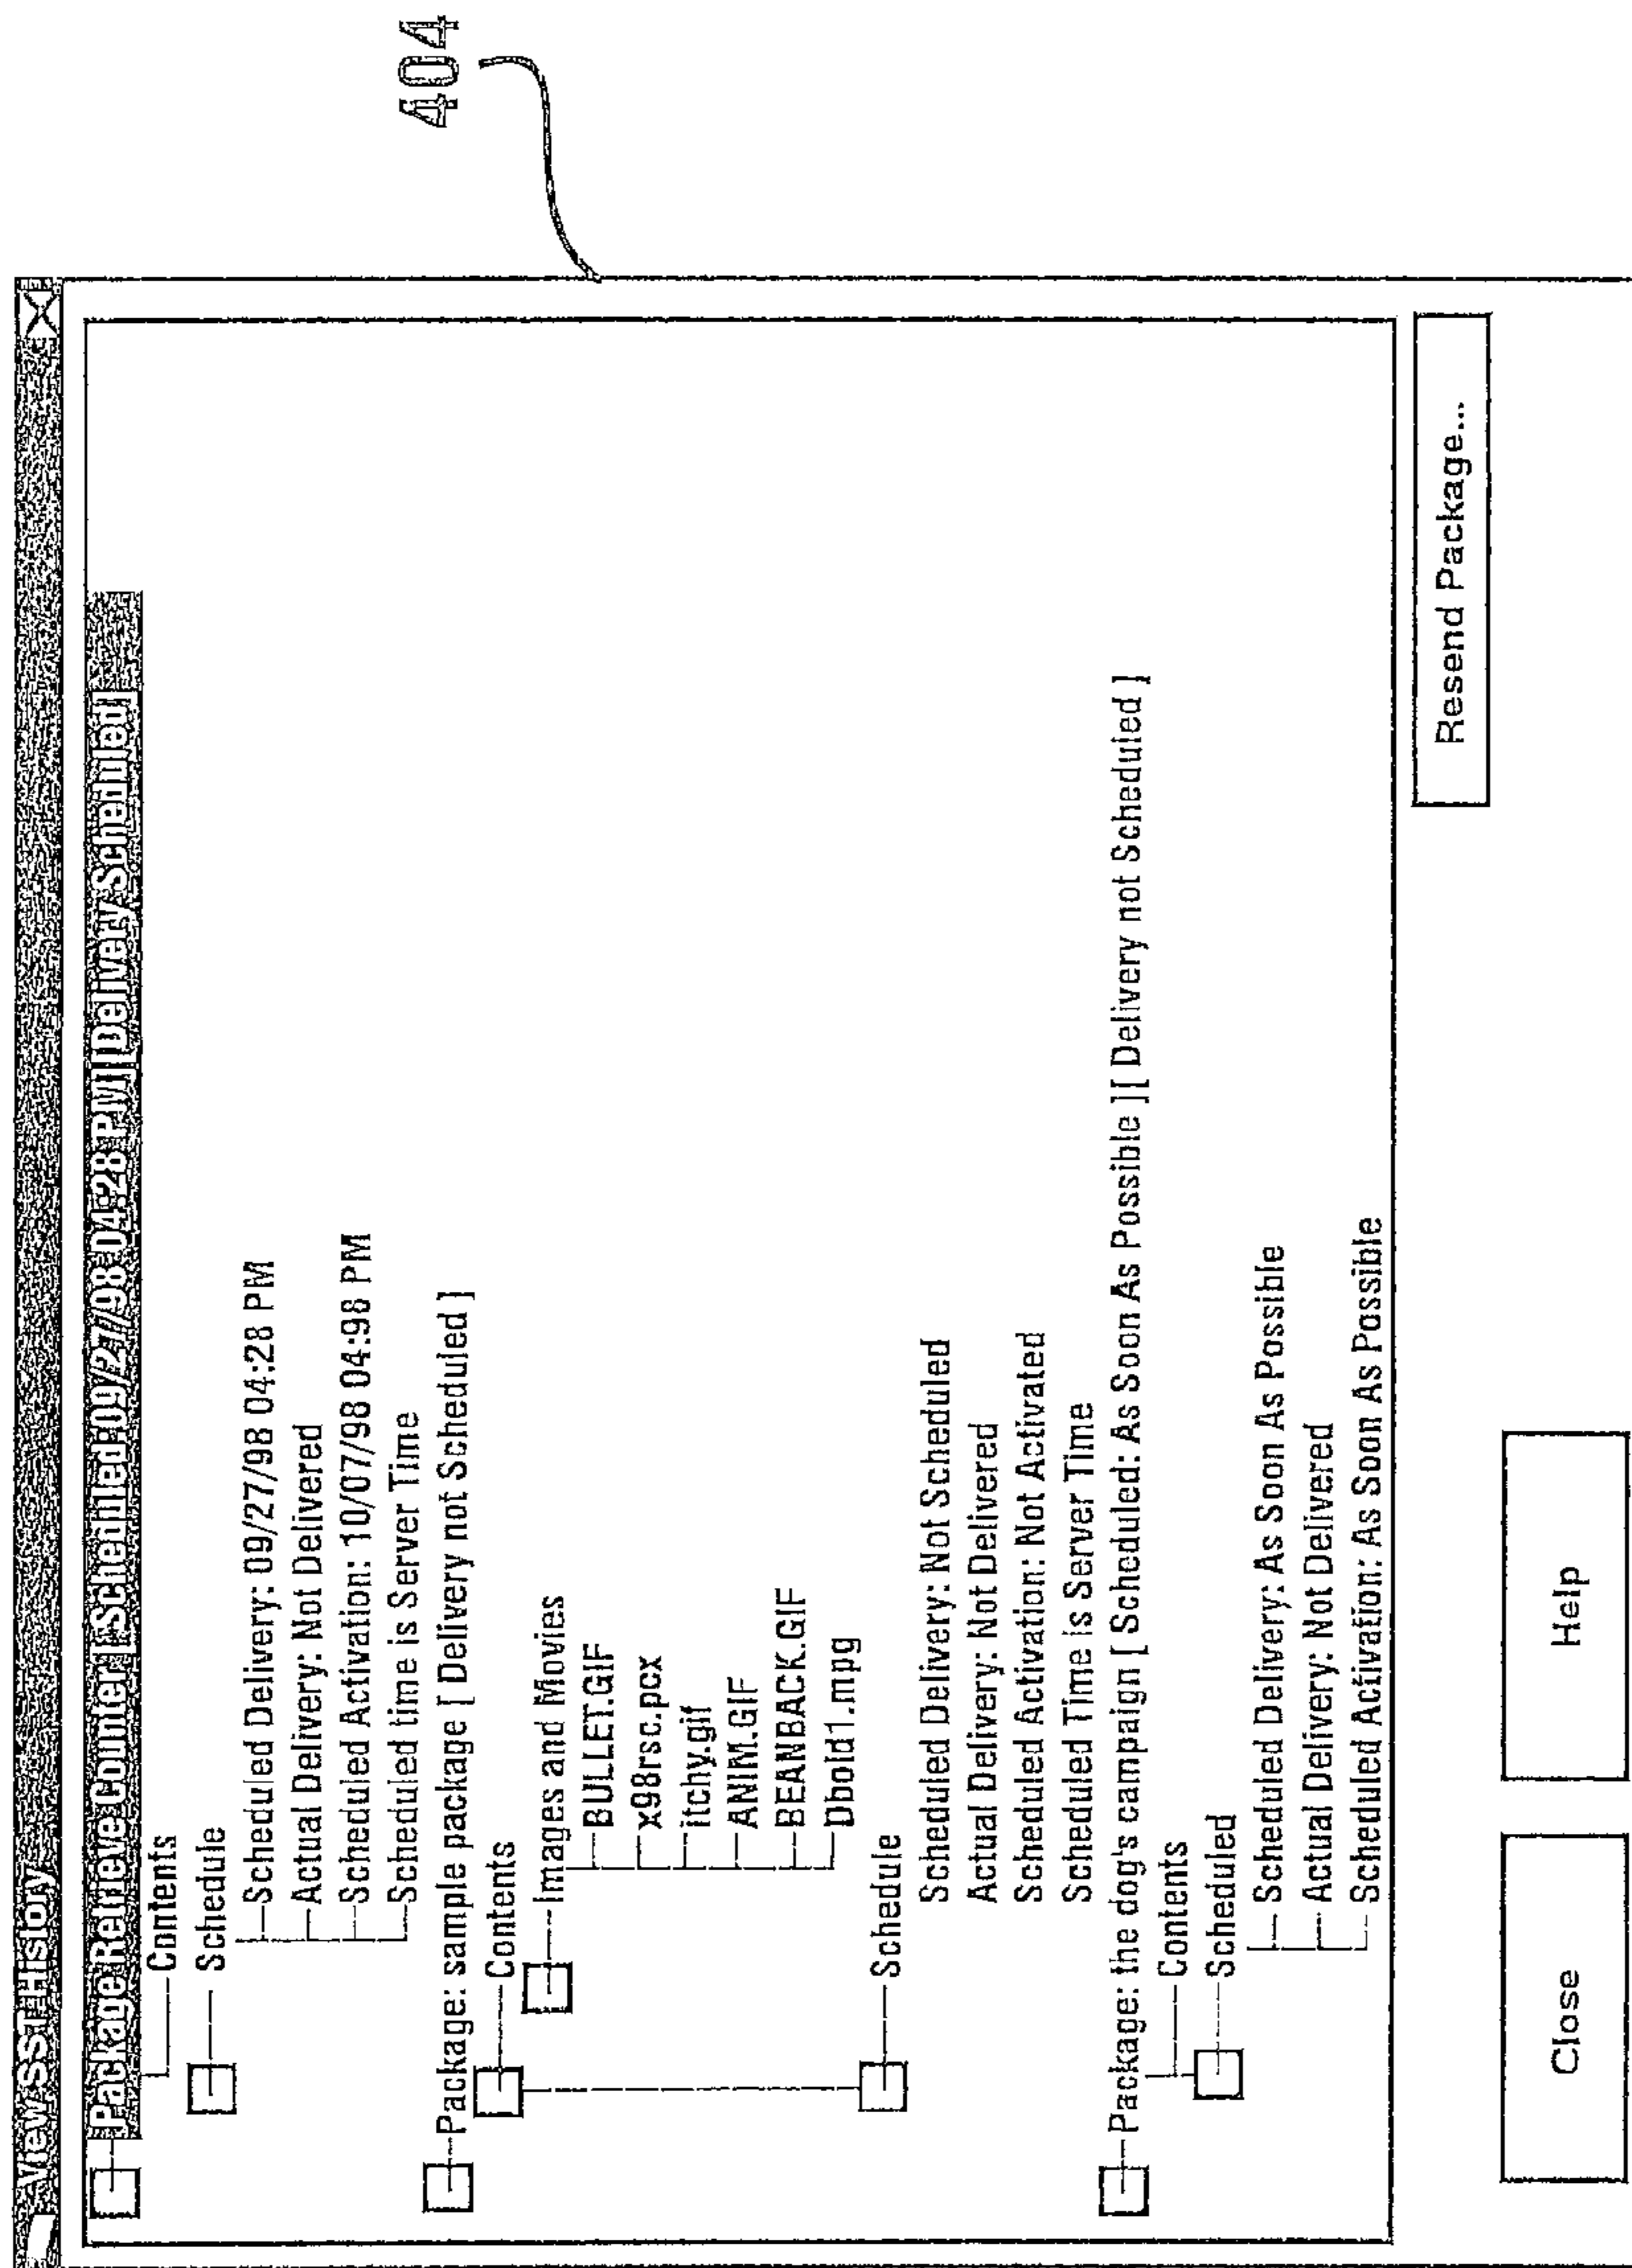 404
View SST History
Package Retrieve Counter [ Scheduled: 09/27/98 04:28 PM ][ Delivery Scheduled ]
Contents
Schedule
Scheduled Delivery: 09/27/98 04:28 PM
Actual Delivery: Not Delivered
Scheduled Activation: 10/07/98 04:98 PM
Scheduled time is Server Time
Package: sample package [ Delivery not Scheduled ]
Contents
Images and Movies
BULLET.GIF
x98rsc.pcx
itchy.gif
ANIM.GIF
BEANBACK.GIF
Dbold1.mpg
Schedule
Scheduled Delivery: Not Scheduled
Actual Delivery: Not Delivered
Scheduled Activation: Not Activated
Scheduled Time is Server Time
Package: the dog's campaign [ Scheduled: As Soon As Possible ][ Delivery not Scheduled ]
Contents
Scheduled
Scheduled Delivery: As Soon As Possible
Actual Delivery: Not Delivered
Scheduled Activation: As Soon As Possible
Resend Package...
Close
Help